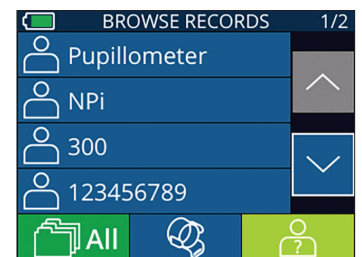 BROWSE RECORDS 1/2
Pupillometer
NPi
300
123456789
All
?